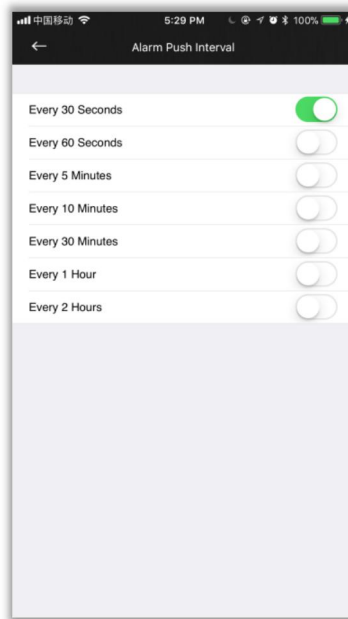 中国移动 5:29 PM 100%
Alarm Push Interval
Every 30 Seconds
Every 60 Seconds
Every 5 Minutes
Every 10 Minutes
Every 30 Minutes
Every 1 Hour
Every 2 Hours